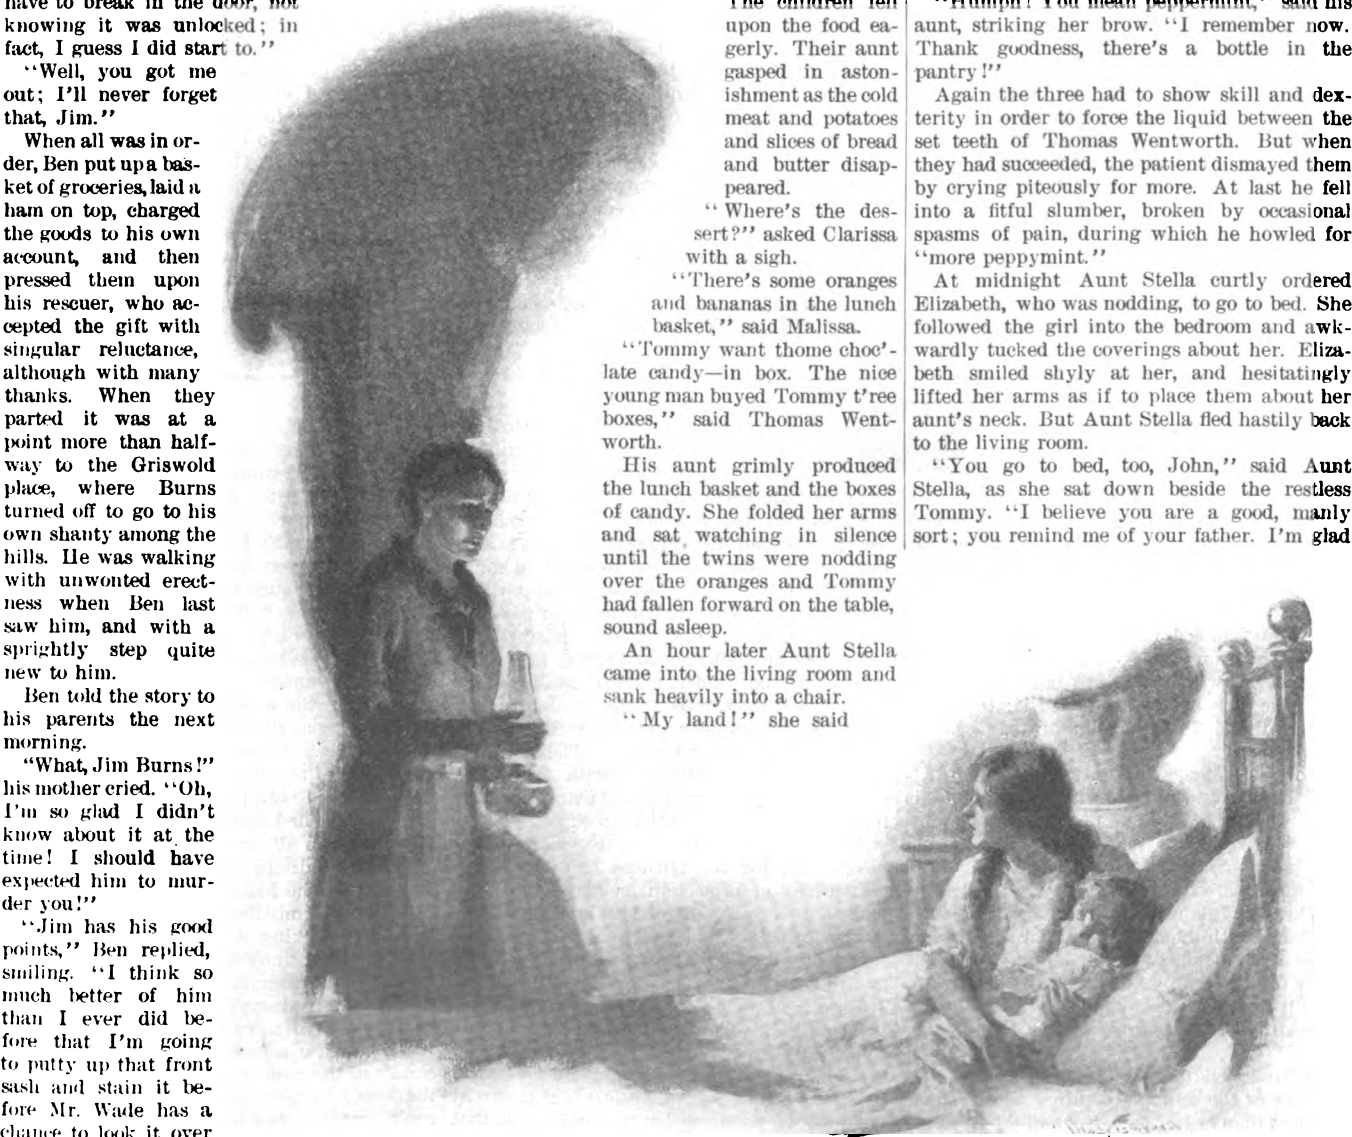 have to break in the door, not
knowing it was unlocked; in
fact, I guess I did start to."
"Well, you got me
out; I'll never forget
that, Jim."
When all was in or-
der, Ben put up a bas-
ket of groceries, laid a
ham on top, charged
the goods to his own
account, and then
pressed them upon
his rescuer, who ac-
cepted the gift with
singular reluctance,
although with many
thanks. When they
parted it was at a
point more than half-
way to the Griswold
place, where Burns
turned off to go to his
own shanty among the
hills. He was walking
with unwonted erect-
ness when Ben last
saw him, and with a
sprightly step quite
new to him.
Ben told the story to
his parents the next
morning.
"What, Jim Burns!"
his mother cried. "Oh,
I'm so glad I didn't
know about it at the
time! I should have
expected him to mur-
der you!"
"Jim has his good
points," Ben replied,
smiling. "I think so
much better of him
than I ever did be-
fore that I'm going
to putty up that front
sash and stain it be-
fore Mr. Wade has a
chance to look it over
The children fell
upon the food ea-
gerly. Their aunt
gasped in aston-
ishment as the cold
meat and potatoes
and slices of bread
and butter disap-
peared.
"Where's the des-
sert?" asked Clarissa
with a sigh.
"There's some oranges
and bananas in the lunch
basket," said Malissa.
"Tommy want thome choc'-
late candy—in box. The nice
young man buyed Tommy t'ree
boxes," said Thomas Went-
worth.
His aunt grimly produced
the lunch basket and the boxes
of candy. She folded her arms
and sat watching in silence
until the twins were nodding
over the oranges and Tommy
had fallen forward on the table,
sound asleep.
An hour later Aunt Stella
came into the living room and
sank heavily into a chair.
"My land!" she said
"Humph! You mean peppermint," said his
aunt, striking her brow. "I remember now.
Thank goodness, there's a bottle in the
pantry!"
Again the three had to show skill and dex-
terity in order to force the liquid between the
set teeth of Thomas Wentworth. But when
they had succeeded, the patient dismayed them
by crying piteously for more. At last he fell
into a fitful slumber, broken by occasional
spasms of pain, during which he howled for
"more peppymint."
At midnight Aunt Stella curtly ordered
Elizabeth, who was nodding, to go to bed. She
followed the girl into the bedroom and awk-
wardly tucked the coverings about her. Eliza-
beth smiled shyly at her, and hesitatingly
lifted her arms as if to place them about her
aunt's neck. But Aunt Stella fled hastily back
to the living room.
"You go to bed, too, John," said Aunt
Stella, as she sat down beside the restless
Tommy. "I believe you are a good, manly
sort; you remind me of your father. I'm glad